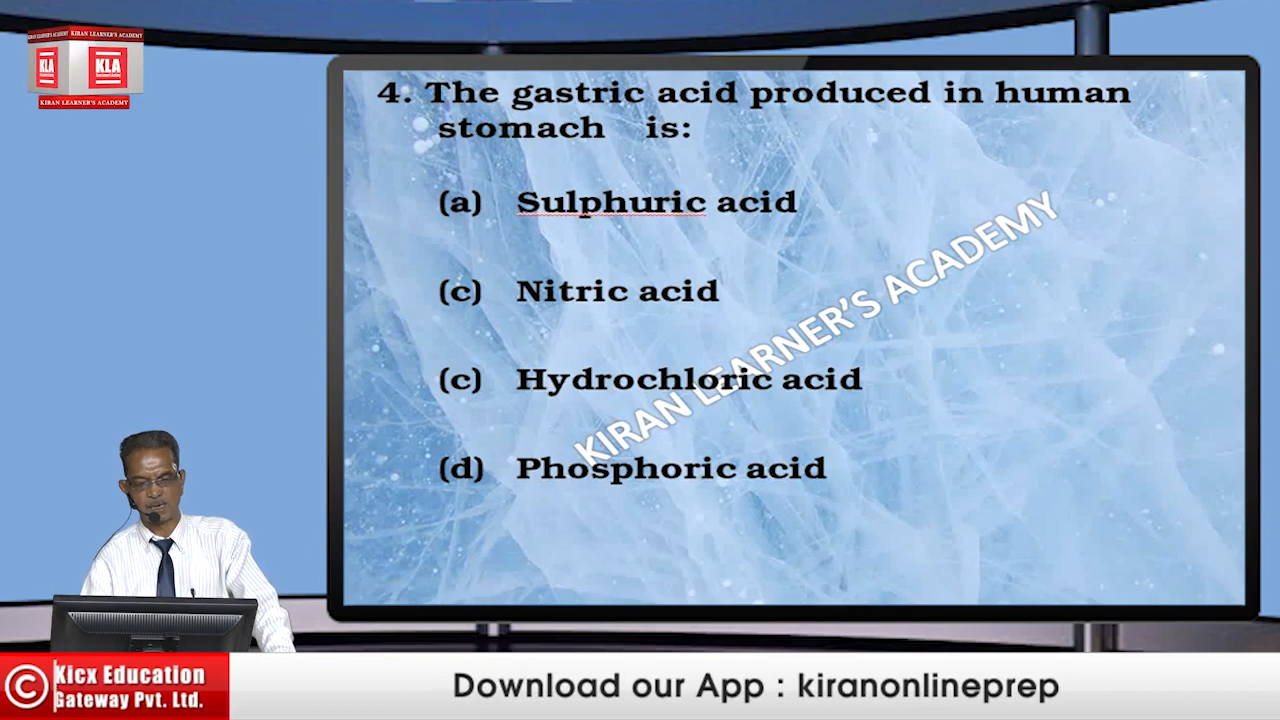 KIRAN LEARNER'S ACADEMY
KLA
KLA
KIRAN LEARNER'S ACADEMY
4. The gastric acid produced in human
stomach is:
(a) Sulphuric acid
(c) Nitric acid
(c) Hydrochloric acid
(d) Phosphoric acid
KIRAN LEARNER'S ACADEMY
© Kicx Education
Gateway Pvt. Ltd.
Download our App : kiranonlineprep